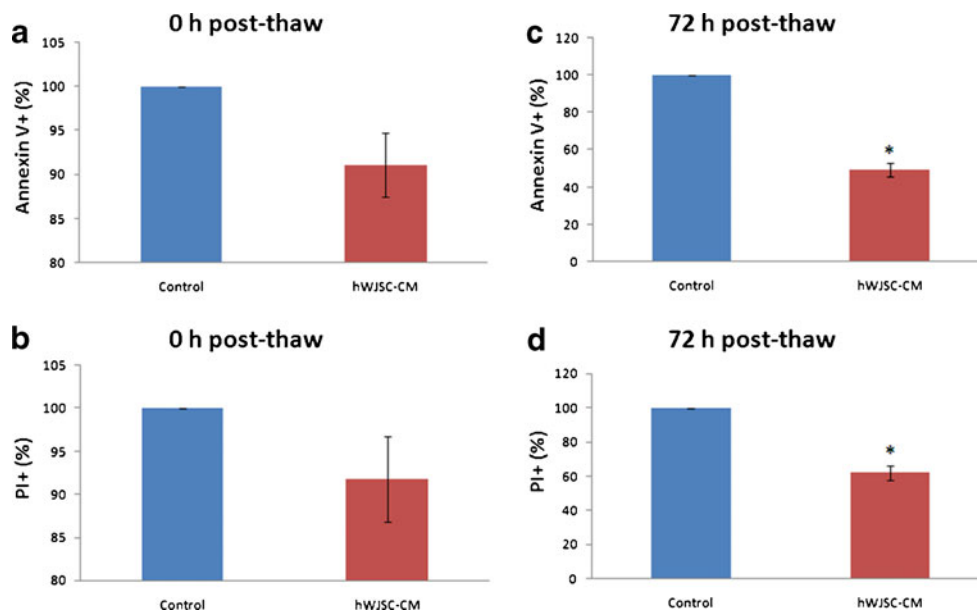 a
0 h post-thaw
Annexin V+ (%)
105
100
95
90
85
80
Control
hWJSC-CM
c
72 h post-thaw
Annexin V+ (%)
120
100
80
60
40
20
0
*
Control
hWJSC-CM
b
0 h post-thaw
PI+ (%)
105
100
95
90
85
80
Control
hWJSC-CM
d
72 h post-thaw
PI+ (%)
120
100
80
60
40
20
0
*
Control
hWJSC-CM